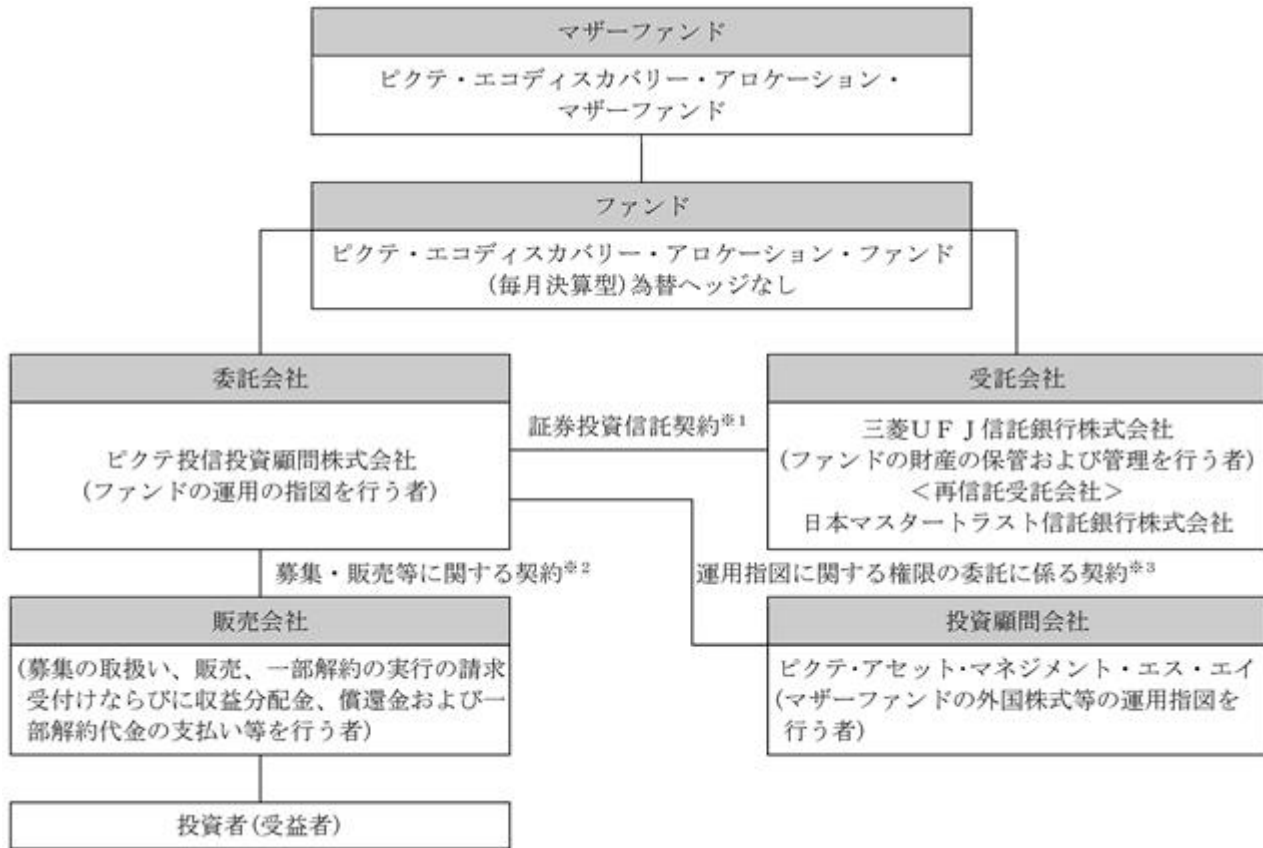 マザーファンド
ピクテ・エコディスカバリー・アロケーション・
マザーファンド
ファンド
ピクテ・エコディスカバリー・アロケーション・ファンド
(毎月決算型)為替ヘッジなし
委託会社
ピクテ投信投資顧問株式会社
(ファンドの運用の指図を行う者)
証券投資信託契約※1
受託会社
三菱UFJ信託銀行株式会社
(ファンドの財産の保管および管理を行う者)
<再信託受託会社>
日本マスタートラスト信託銀行株式会社
募集・販売等に関する契約※2
運用指図に関する権限の委託に係る契約※3
販売会社
(募集の取扱い、販売、一部解約の実行の請求
受付けならびに収益分配金、償還金および一
部解約代金の支払い等を行う者)
投資顧問会社
ピクテ・アセット・マネジメント・エス・エイ
(マザーファンドの外国株式等の運用指図を
行う者)
投資者(受益者)